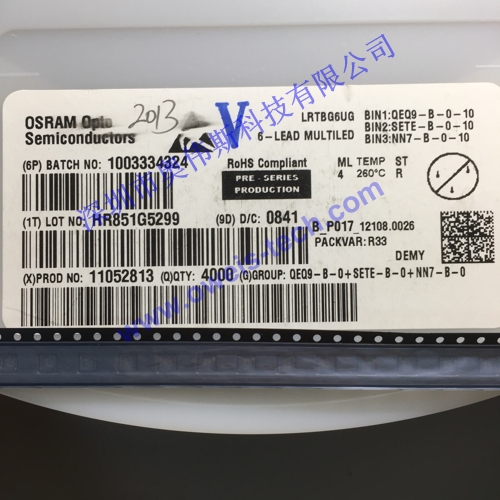 OSRAM Opto
Semiconductors
2013
V
LRTBG6UG
6-LEAD MULTILED
BIN1:QEQ9-B-0-10
BIN2:SETE-B-0-10
BIN3:NN7-B-0-10
(6P) BATCH NO: 1003334324
RoHS Compliant
PRE-SERIES
PRODUCTION
ML TEMP ST
4 260°C R
(1T) LOT NO: RR851G5299
(9D) D/C: 0841
B_P017_12108.0026
PACKVAR:R33
DEMY
(X)PROD NO: 11052813 (Q)QTY: 4000 (G)GROUP: QEQ9-B-0+SETE-B-0+NN7-B-0
深圳市奥伟斯科技有限公司
www.oweis-tech.com